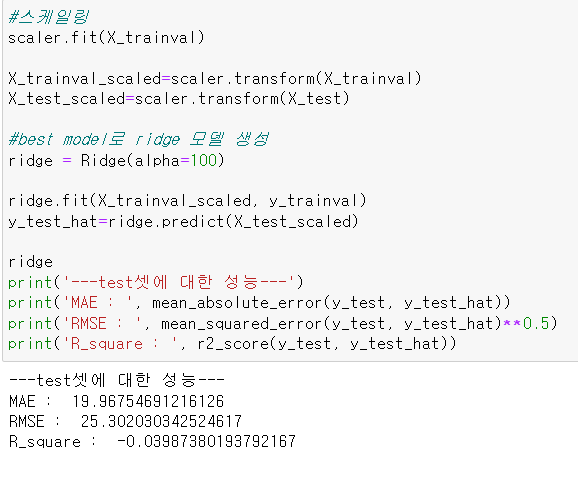 #스케일링
scaler.fit(X_trainval)
X_trainval_scaled=scaler.transform(X_trainval)
X_test_scaled=scaler.transform(X_test)
#best model로 ridge 모델 생성
ridge = Ridge(alpha=100)
ridge.fit(X_trainval_scaled, y_trainval)
y_test_hat=ridge.predict(X_test_scaled)
ridge
print('---test셋에 대한 성능---')
print('MAE : ', mean_absolute_error(y_test, y_test_hat))
print('RMSE : ', mean_squared_error(y_test, y_test_hat)**0.5)
print('R_square : ', r2_score(y_test, y_test_hat))
---test셋에 대한 성능---
MAE :  19.96754691216126
RMSE :  25.302030342524617
R_square :  -0.03987380193792167